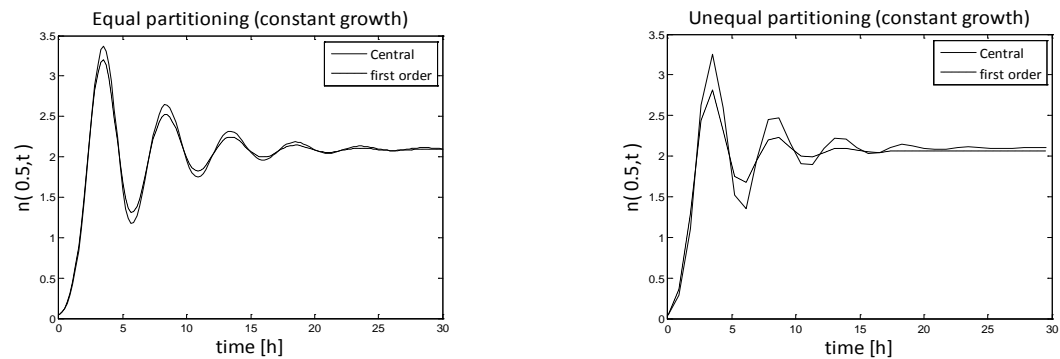 Equal partitioning (constant growth)
3.5
3
2.5
2
1.5
1
0.5
0
0 5 10 15 20 25 30
n( 0.5,t )
time [h]
Central
first order
Unequal partitioning (constant growth)
3.5
3
2.5
2
1.5
1
0.5
0
0 5 10 15 20 25 30
n( 0.5,t )
time [h]
Central
first order